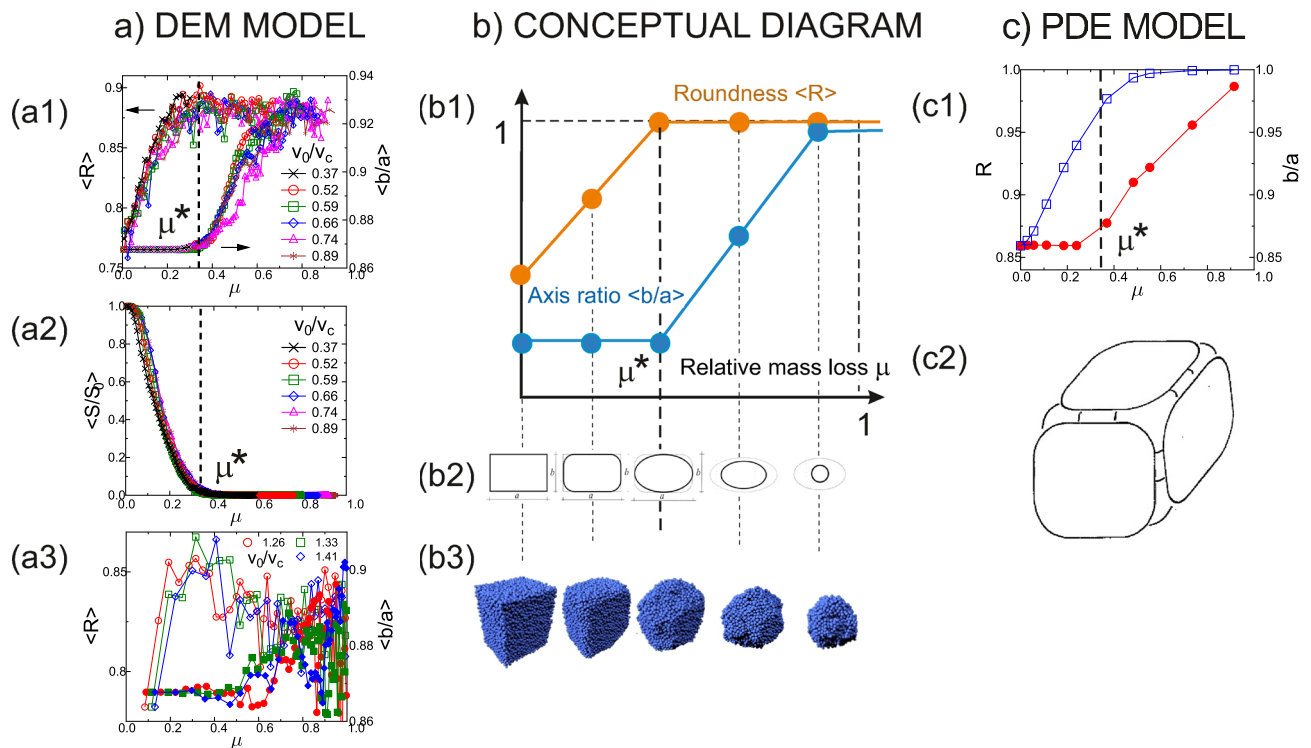 a) DEM MODEL
b) CONCEPTUAL DIAGRAM
c) PDE MODEL
(a1)
0.9
0.85
0.8
0.75
<R>
0.94
0.92
0.9
0.88
0.86
<b/a>
v0/vc
0.37
0.52
0.59
0.66
0.74
0.89
μ*
0.0 0.2 0.4 0.6 0.8 1.0
μ
(a2)
1.0
0.8
0.6
0.4
0.2
0.0
<S/S0>
v0/vc
0.37
0.52
0.59
0.66
0.74
0.89
μ*
0.0 0.2 0.4 0.6 0.8 1.0
μ
(a3)
0.85
0.8
<R>
0.9
0.88
0.86
<b/a>
1.26 1.33
v0/vc 1.41
0.0 0.2 0.4 0.6 0.8 1.0
μ
(b1)
1
Roundness <R>
Axis ratio <b/a>
μ*
Relative mass loss μ
1
(b2)
b b b b
a a a
(b3)
(c1)
1
0.95
0.9
0.85
R
1.0
0.95
0.9
0.85
b/a
μ*
0.0 0.2 0.4 0.6 0.8 1.0
μ
(c2)